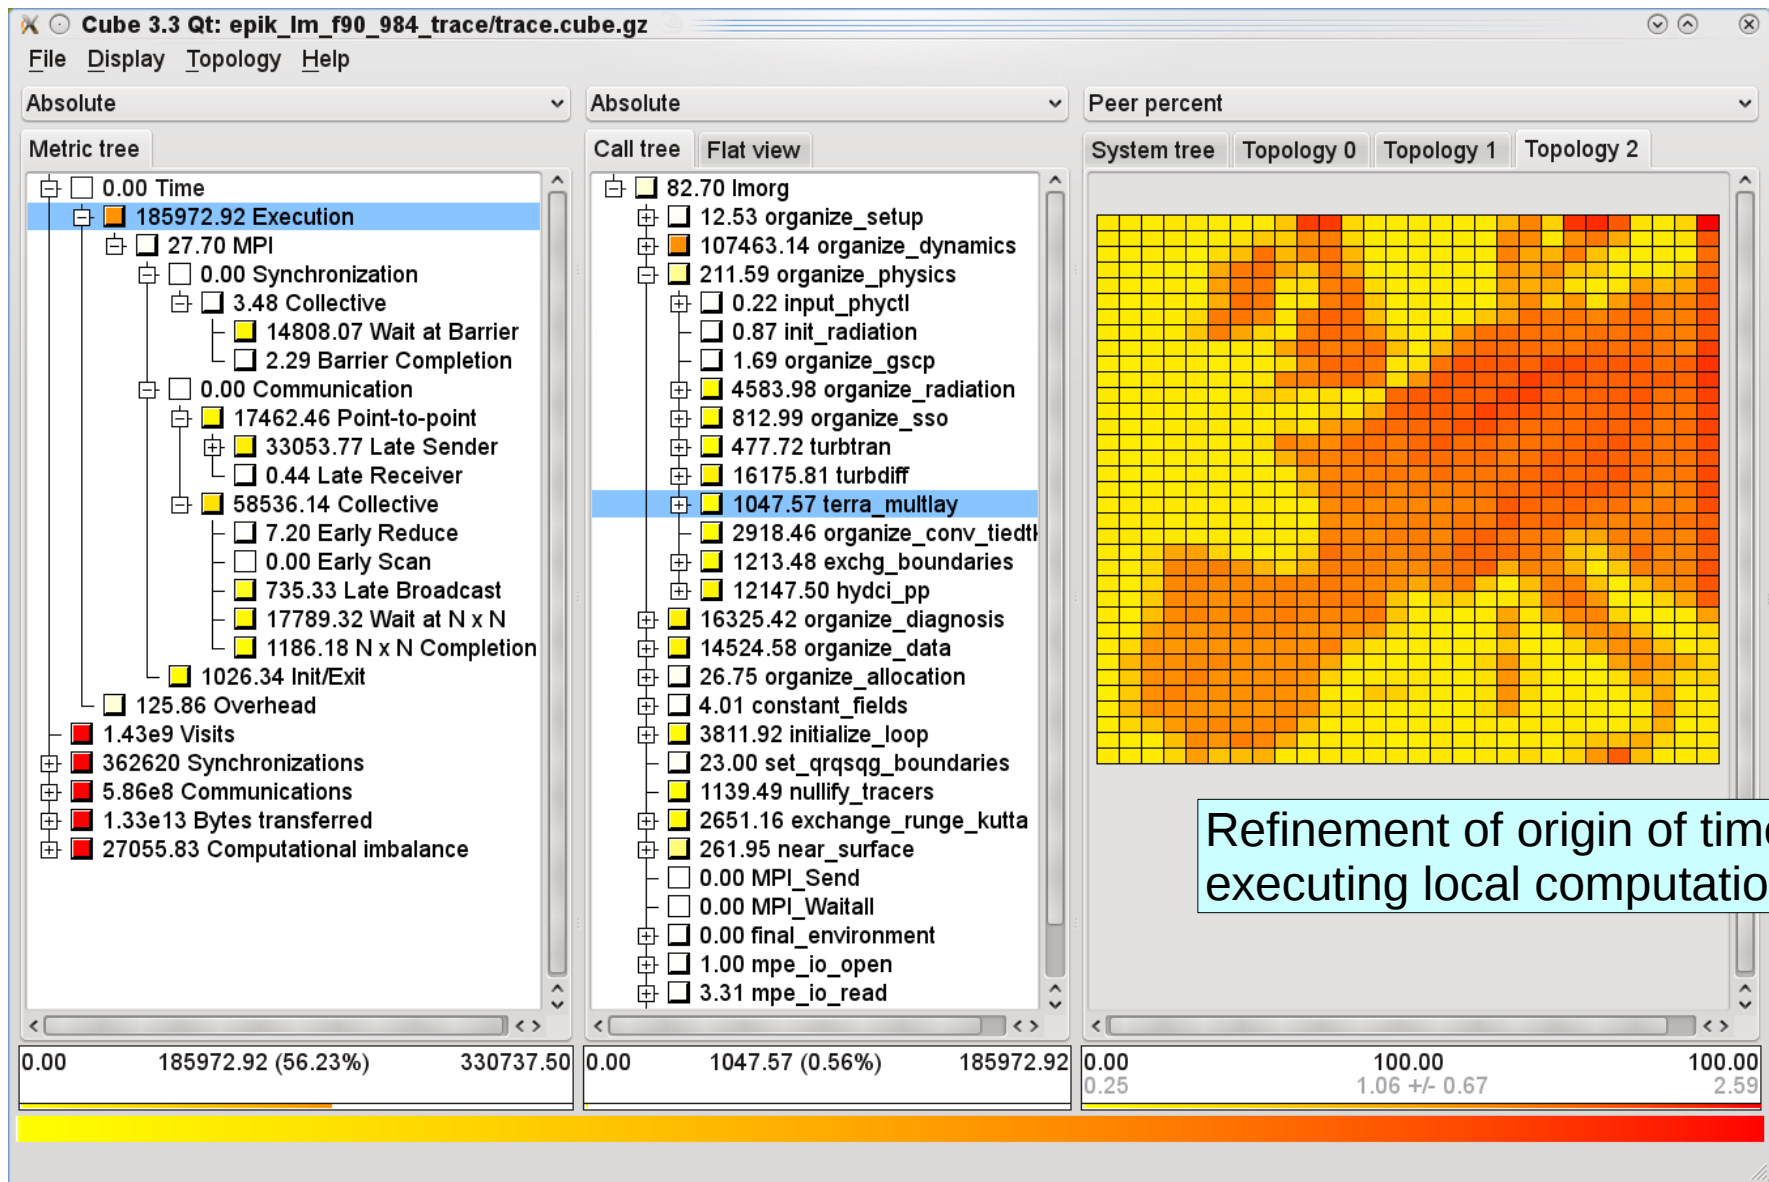 Cube 3.3 Qt: epik_lm_f90_984_trace/trace.cube.gz
File Display Topology Help
Absolute
Absolute
Peer percent
Metric tree
Call tree Flat view
System tree Topology 0 Topology 1 Topology 2
0.00 Time
185972.92 Execution
27.70 MPI
0.00 Synchronization
3.48 Collective
14808.07 Wait at Barrier
2.29 Barrier Completion
0.00 Communication
17462.46 Point-to-point
33053.77 Late Sender
0.44 Late Receiver
58536.14 Collective
7.20 Early Reduce
0.00 Early Scan
735.33 Late Broadcast
17789.32 Wait at N x N
1186.18 N x N Completion
1026.34 Init/Exit
125.86 Overhead
1.43e9 Visits
362620 Synchronizations
5.86e8 Communications
1.33e13 Bytes transferred
27055.83 Computational imbalance
82.70 lmorg
12.53 organize_setup
107463.14 organize_dynamics
211.59 organize_physics
0.22 input_phyctl
0.87 init_radiation
1.69 organize_gscp
4583.98 organize_radiation
812.99 organize_sso
477.72 turbtran
16175.81 turbdiff
1047.57 terra_multlay
2918.46 organize_conv_tiedt
1213.48 exchg_boundaries
12147.50 hydci_pp
16325.42 organize_diagnosis
14524.58 organize_data
26.75 organize_allocation
4.01 constant_fields
3811.92 initialize_loop
23.00 set_qrqsqg_boundaries
1139.49 nullify_tracers
2651.16 exchange_runge_kutta
261.95 near_surface
0.00 MPI_Send
0.00 MPI_Waitall
0.00 final_environment
1.00 mpe_io_open
3.31 mpe_io_read
Refinement of origin of time
executing local computatio
0.00 185972.92 (56.23%) 330737.50
0.00 1047.57 (0.56%) 185972.92
0.00 100.00 100.00
0.25 1.06 +/- 0.67 2.59